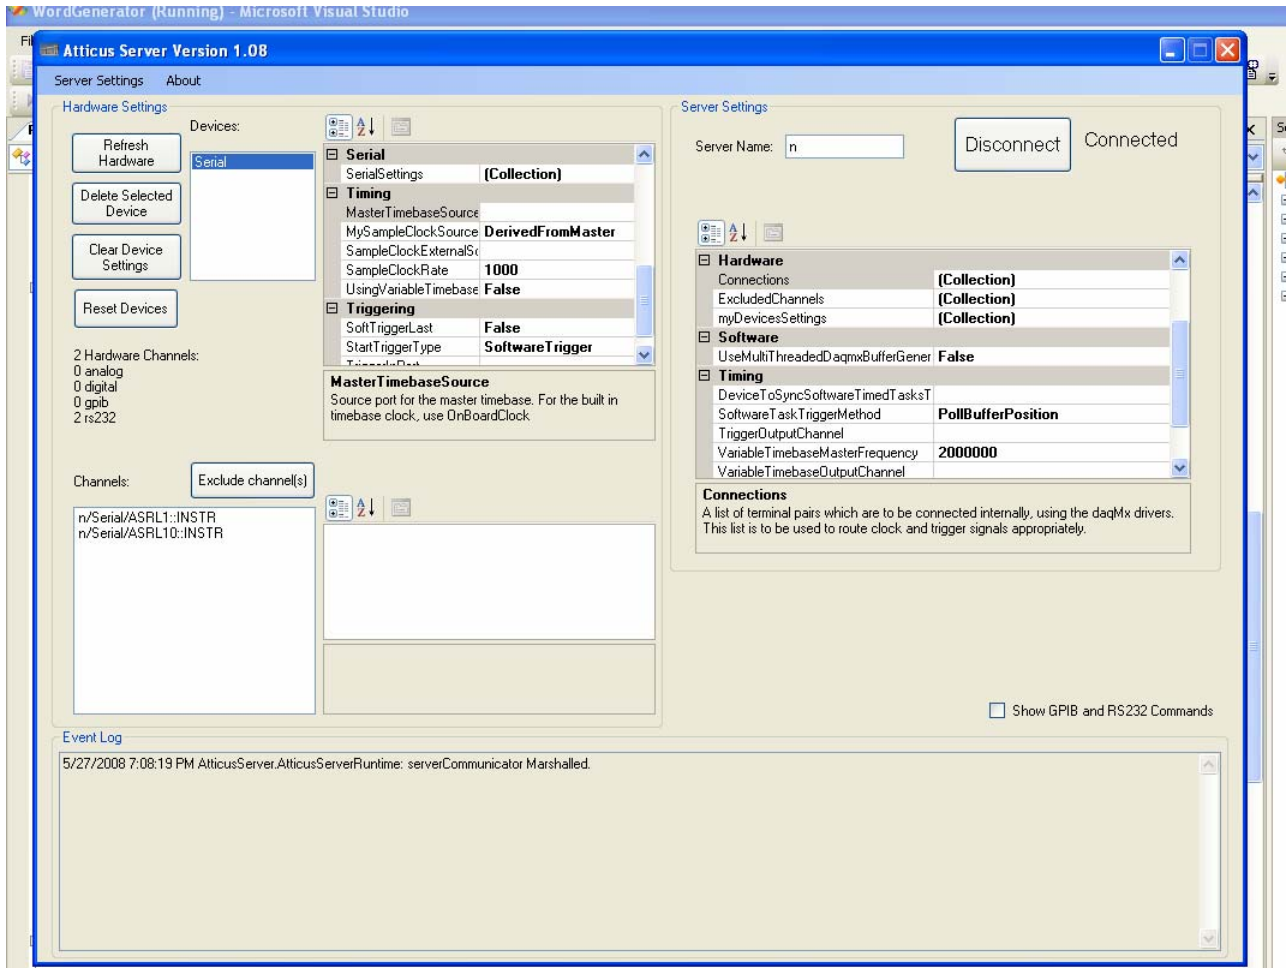 WordGenerator (Running) - Microsoft Visual Studio
Atticus Server Version 1.08
Server Settings About
Hardware Settings
Refresh Hardware
Delete Selected Device
Clear Device Settings
Reset Devices
Devices:
Serial
2 Hardware Channels:
0 analog
0 digital
0 gpib
2 rs232
Serial
SerialSettings (Collection)
Timing
MasterTimebaseSource
MySampleClockSource DerivedFromMaster
SampleClockExternalSo
SampleClockRate 1000
UsingVariableTimebase False
Triggering
SoftTriggerLast False
StartTriggerType SoftwareTrigger
MasterTimebaseSource
Source port for the master timebase. For the built in
timebase clock, use OnBoardClock
Channels:
Exclude channel(s)
n/Serial/ASRL1::INSTR
n/Serial/ASRL10::INSTR
Server Settings
Server Name: n
Disconnect
Connected
Hardware
Connections (Collection)
ExcludedChannels (Collection)
myDevicesSettings (Collection)
Software
UseMultiThreadedDaqmxBufferGener False
Timing
DeviceToSyncSoftwareTimedTasksT
SoftwareTaskTriggerMethod PollBufferPosition
TriggerOutputChannel
VariableTimebaseMasterFrequency 2000000
VariableTimebaseOutputChannel
Connections
A list of terminal pairs which are to be connected internally, using the daqMx drivers.
This list is to be used to route clock and trigger signals appropriately.
Show GPIB and RS232 Commands
Event Log
5/27/2008 7:08:19 PM AtticusServer.AtticusServerRuntime: serverCommunicator Marshalled.